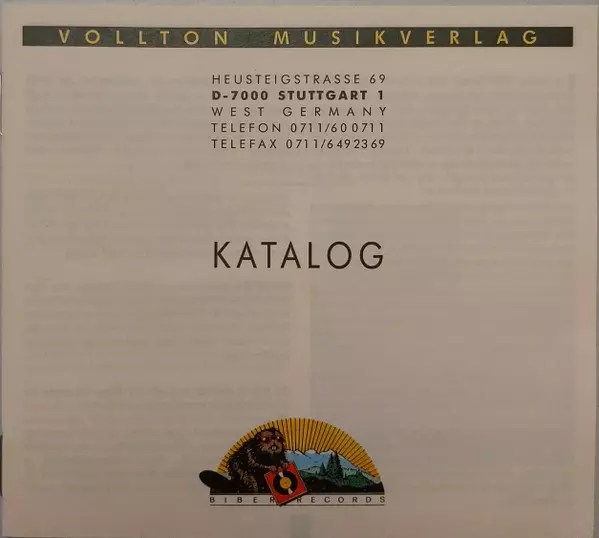 VOLLTON MUSIKVERLAG
HEUSTEIGSTRASSE 69
D-7000 STUTTGART 1
WEST GERMANY
TELEFON 0711/600711
TELEFAX 0711/6492369
KATALOG
BIBER RECORDS